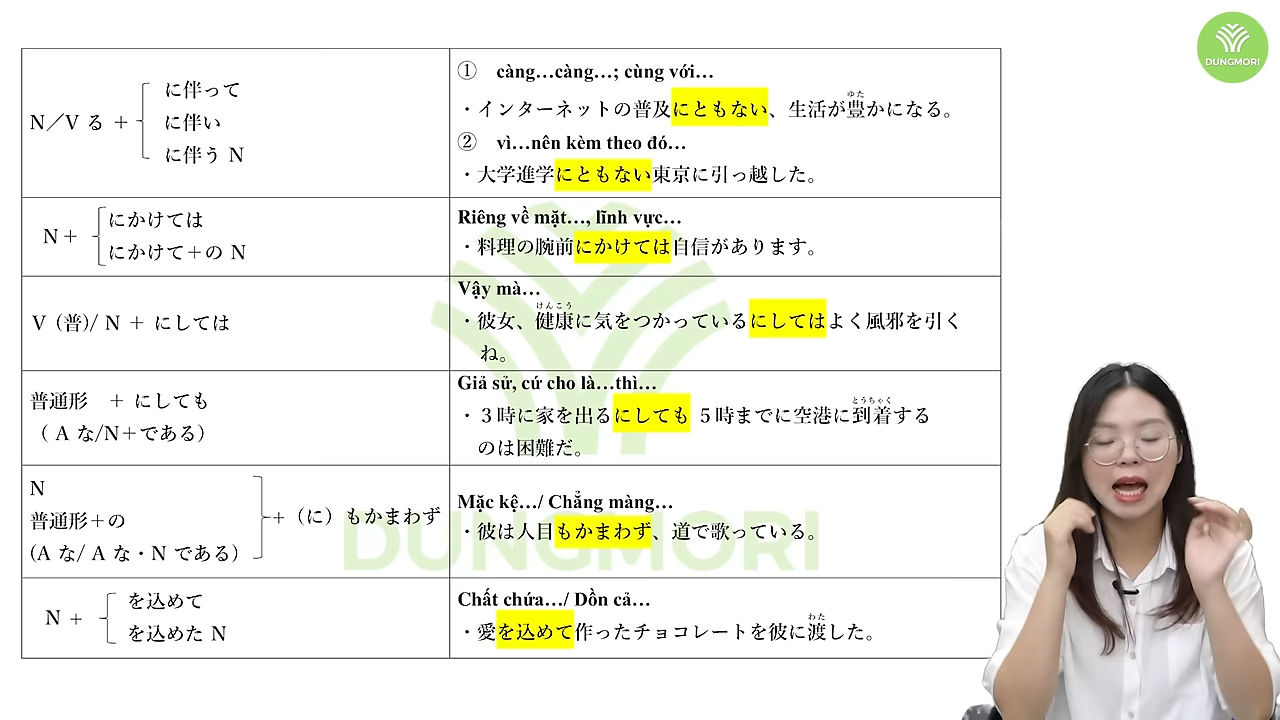 N／V る ＋ に伴って
に伴い
に伴う N
① càng…càng…; cùng với…
・インターネットの普及にともない、生活が豊かになる。
ゆた
② vì…nên kèm theo đó…
・大学進学にともない東京に引っ越した。
N＋ にかけては
にかけて＋の N
Riêng về mặt…, lĩnh vực…
・料理の腕前にかけては自信があります。
V (普)/ N ＋ にしては
Vậy mà…
けんこう
・彼女、健康に気をつかっているにしてはよく風邪を引く
ね。
普通形　＋ にしても
（ A な/N＋である）
Giả sử, cứ cho là…thì…
とうちゃく
・３時に家を出るにしても ５時までに空港に到着する
のは困難だ。
N
普通形＋の
(A な/ A な・N である）
＋（に）もかまわず
Mặc kệ…/ Chẳng màng…
・彼は人目もかまわず、道で歌っている。
N ＋ を込めて
を込めた N
Chất chứa…/ Dồn cả…
わた
・愛を込めて作ったチョコレートを彼に渡した。
DUNGMORI
DUNGMORI